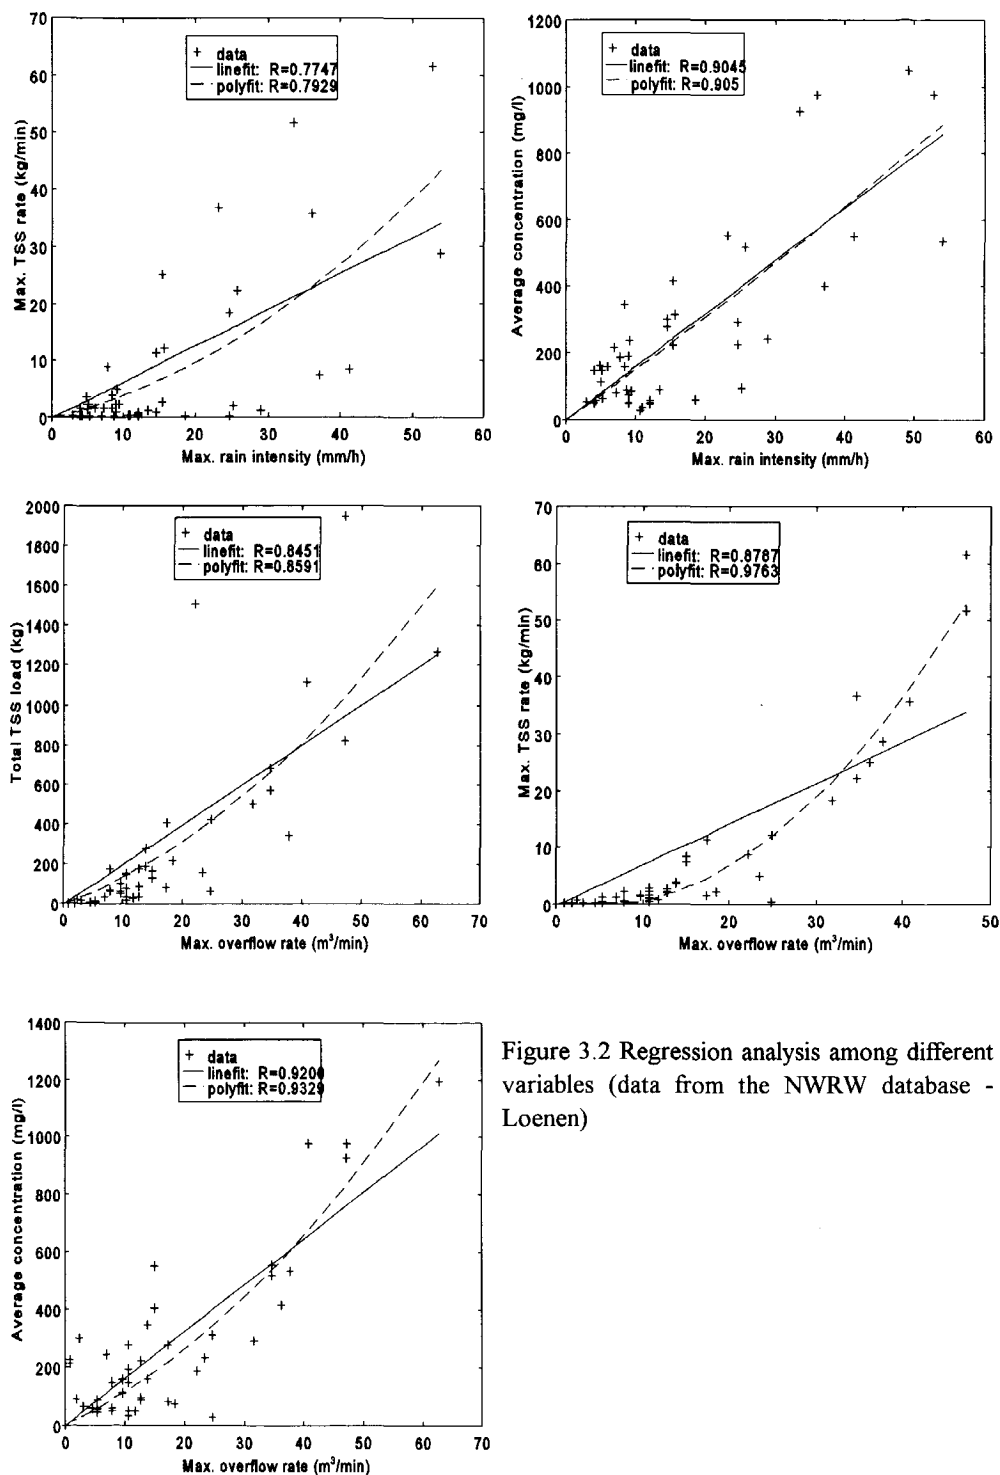 70
60
50
40
30
20
10
0
Max. TSS rate (kg/min)
+ data
linefit: R=0.7747
polyfit: R=0.7929
0 10 20 30 40 50 60
Max. rain intensity (mm/h)
1200
1000
800
600
400
200
0
Average concentration (mg/l)
+ data
linefit: R=0.9045
polyfit: R=0.905
0 10 20 30 40 50 60
Max. rain intensity (mm/h)
2000
1800
1600
1400
1200
1000
800
600
400
200
0
Total TSS load (kg)
+ data
linefit: R=0.8451
polyfit: R=0.8591
0 10 20 30 40 50 60 70
Max. overflow rate (m³/min)
70
60
50
40
30
20
10
0
Max. TSS rate (kg/min)
+ data
linefit: R=0.8787
polyfit: R=0.9763
0 10 20 30 40 50
Max. overflow rate (m³/min)
1400
1200
1000
800
600
400
200
0
Average concentration (mg/l)
+ data
linefit: R=0.9200
polyfit: R=0.9329
0 10 20 30 40 50 60 70
Max. overflow rate (m³/min)
Figure 3.2 Regression analysis among different
variables (data from the NWRW database -
Loenen)